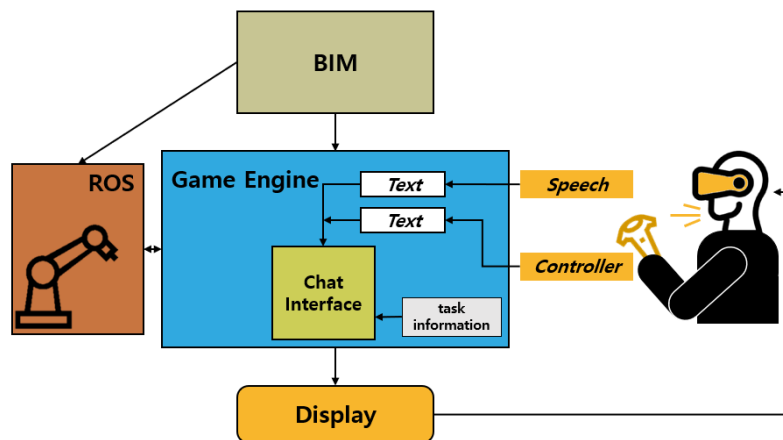 BIM
ROS
Game Engine
Text
Speech
Text
Controller
Chat
Interface
task
information
Display